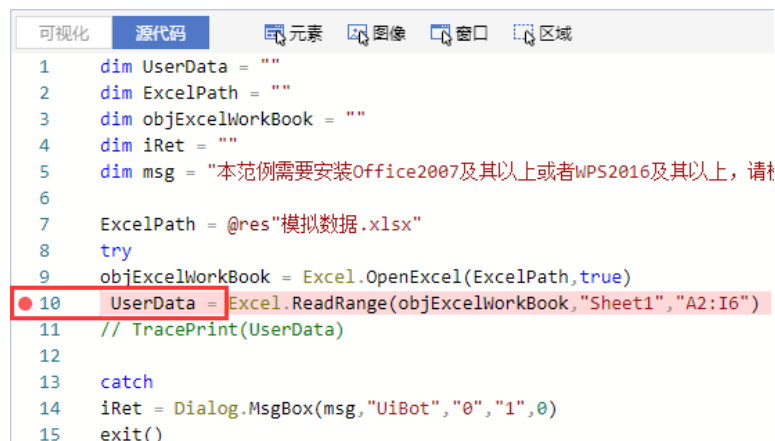 可视化 源代码 元素 图像 窗口 区域
1 dim UserData = ""
2 dim ExcelPath = ""
3 dim objExcelWorkBook = ""
4 dim iRet = ""
5 dim msg = "本范例需要安装Office2007及其以上或者WPS2016及其以上，请
6
7 ExcelPath = @res"模拟数据.xlsx"
8 try
9 objExcelWorkBook = Excel.OpenExcel(ExcelPath,true)
10 UserData = Excel.ReadRange(objExcelWorkBook,"Sheet1","A2:I6")
11 // TracePrint(UserData)
12
13 catch
14 iRet = Dialog.MsgBox(msg,"UiBot","0","1",0)
15 exit()